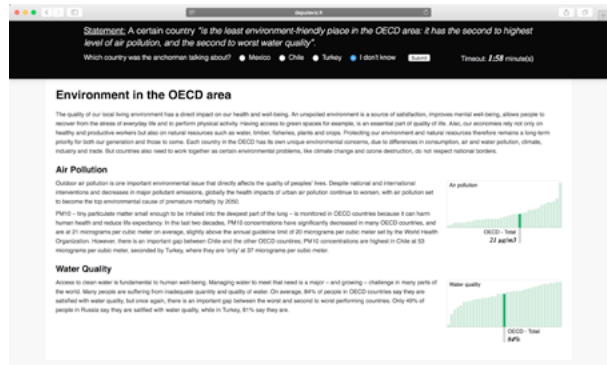 Statement: A certain country "is the least environment-friendly place in the OECD area: it has the second to highest
level of air pollution, and the second to worst water quality".
Which country was the anchorman talking about? Mexico Chile Turkey I don't know Submit Timeout: 1:58 minute(s)
Environment in the OECD area
The quality of our local living environment has a direct impact on our health and well-being. An unspoiled environment is a source of satisfaction, improves mental well-being, allows people to
recover from the stress of everyday life and to perform physical activity. Having access to green spaces for example, is an essential part of quality of life. Also, our economies rely not only on
healthy and productive workers but also on natural resources such as water, timber, fisheries, plants and crops. Protecting our environment and natural resources therefore remains a long-term
priority for both our generation and those to come. Each country in the OECD has its own unique environmental concerns, due to differences in consumption, air and water pollution, climate,
industry and trade. But countries also need to work together as certain environmental problems, like climate change and ozone destruction, do not respect national borders.
Air Pollution
Outdoor air pollution is one important environmental issue that directly affects the quality of peoples' lives. Despite national and international
interventions and decreases in major pollutant emissions, globally the health impacts of urban air pollution continue to worsen, with air pollution set
to become the top environmental cause of premature mortality by 2050.
PM10 – tiny particulate matter small enough to be inhaled into the deepest part of the lung – is monitored in OECD countries because it can harm
human health and reduce life expectancy. In the last two decades, PM10 concentrations have significantly decreased in many OECD countries, and
are at 21 micrograms per cubic meter on average, slightly above the annual guideline limit of 20 micrograms per cubic meter set by the World Health
Organization. However, there is an important gap between Chile and the other OECD countries; PM10 concentrations are highest in Chile at 53
micrograms per cubic meter, seconded by Turkey, where they are 'only' at 37 micrograms per cubic meter.
Air pollution
OECD - Total
21 µg/m3
Water Quality
Access to clean water is fundamental to human well-being. Managing water to meet that need is a major – and growing – challenge in many parts of
the world. Many people are suffering from inadequate quantity and quality of water. On average, 84% of people in OECD countries say they are
satisfied with water quality, but once again, there is an important gap between the worst and second to worst performing countries. Only 49% of
people in Russia say they are satisfied with water quality, while in Turkey, 61% say they are.
Water quality
OECD - Total
84%